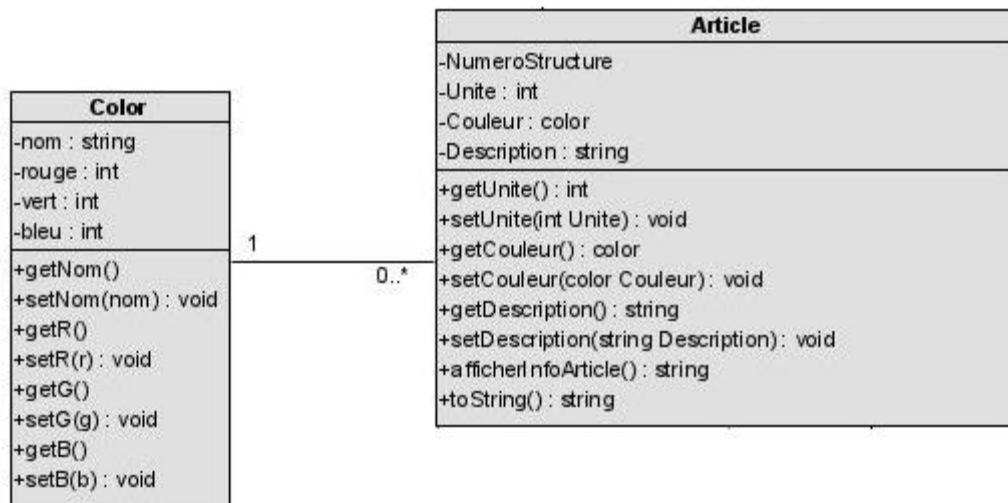 Color
-nom : string
-rouge : int
-vert : int
-bleu : int
+getNom()
+setNom(nom) : void
+getR()
+setR(r) : void
+getG()
+setG(g) : void
+getB()
+setB(b) : void
1
0..*
Article
-NumeroStructure
-Unite : int
-Couleur : color
-Description : string
+getUnite() : int
+setUnite(int Unite) : void
+getCouleur() : color
+setCouleur(color Couleur) : void
+getDescription() : string
+setDescription(string Description) : void
+afficherInfoArticle() : string
+toString() : string